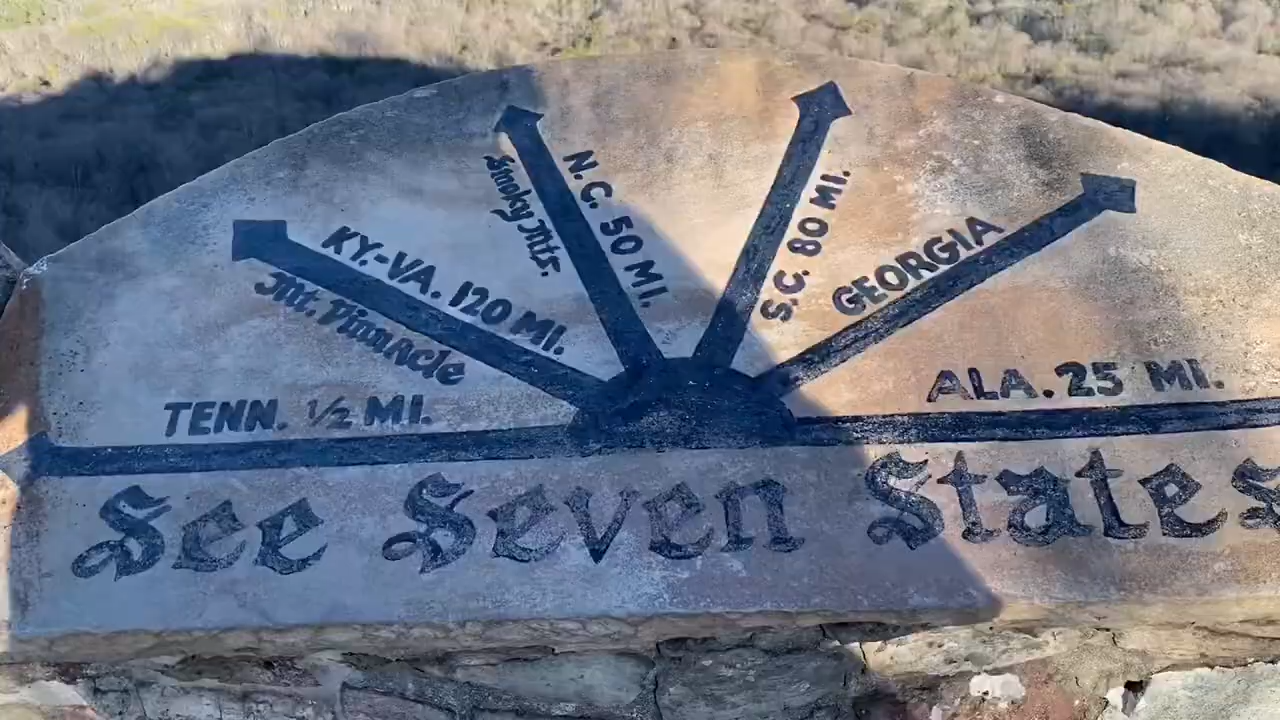 TENN. ½ MI.
KY.-VA. 120 MI.
Mt. Pinnacle
Smoky Mts.
N.C. 50 MI.
S.C. 80 MI.
GEORGIA
ALA. 25 MI.
See Seven States